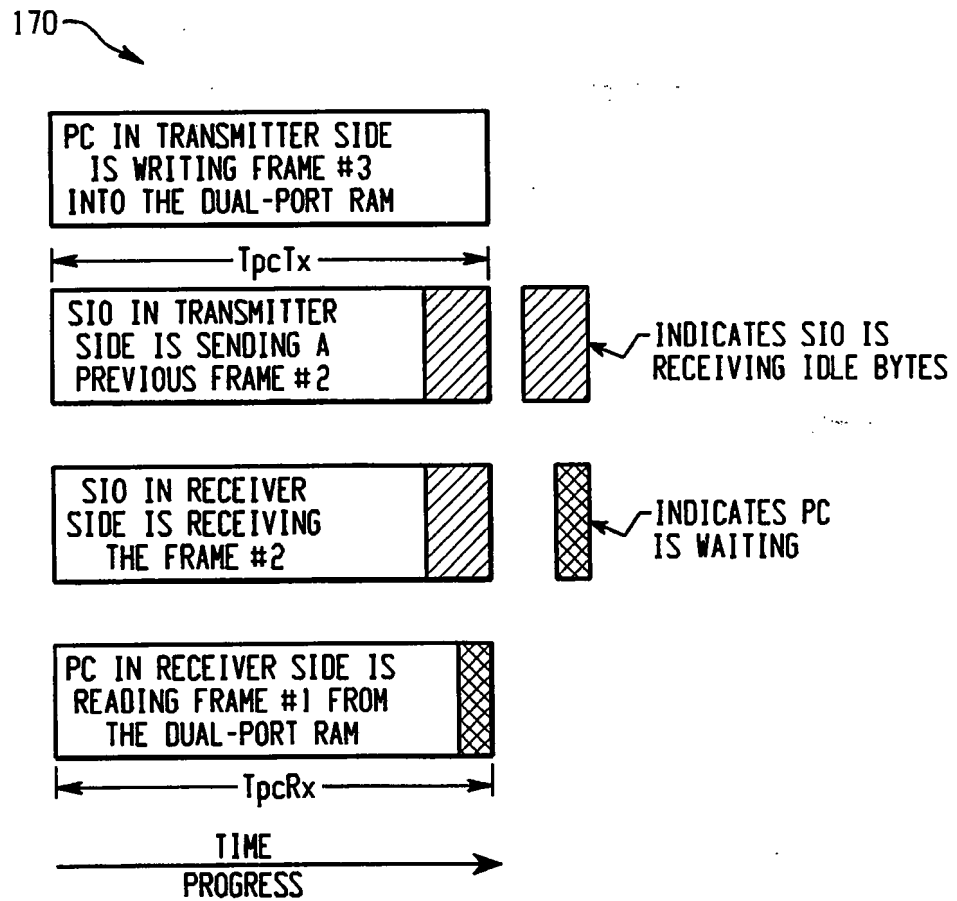 170
PC IN TRANSMITTER SIDE
IS WRITING FRAME #3
INTO THE DUAL-PORT RAM
TpcTx
SIO IN TRANSMITTER
SIDE IS SENDING A
PREVIOUS FRAME #2
INDICATES SIO IS
RECEIVING IDLE BYTES
SIO IN RECEIVER
SIDE IS RECEIVING
THE FRAME #2
INDICATES PC
IS WAITING
PC IN RECEIVER SIDE IS
READING FRAME #1 FROM
THE DUAL-PORT RAM
TpcRx
TIME
PROGRESS